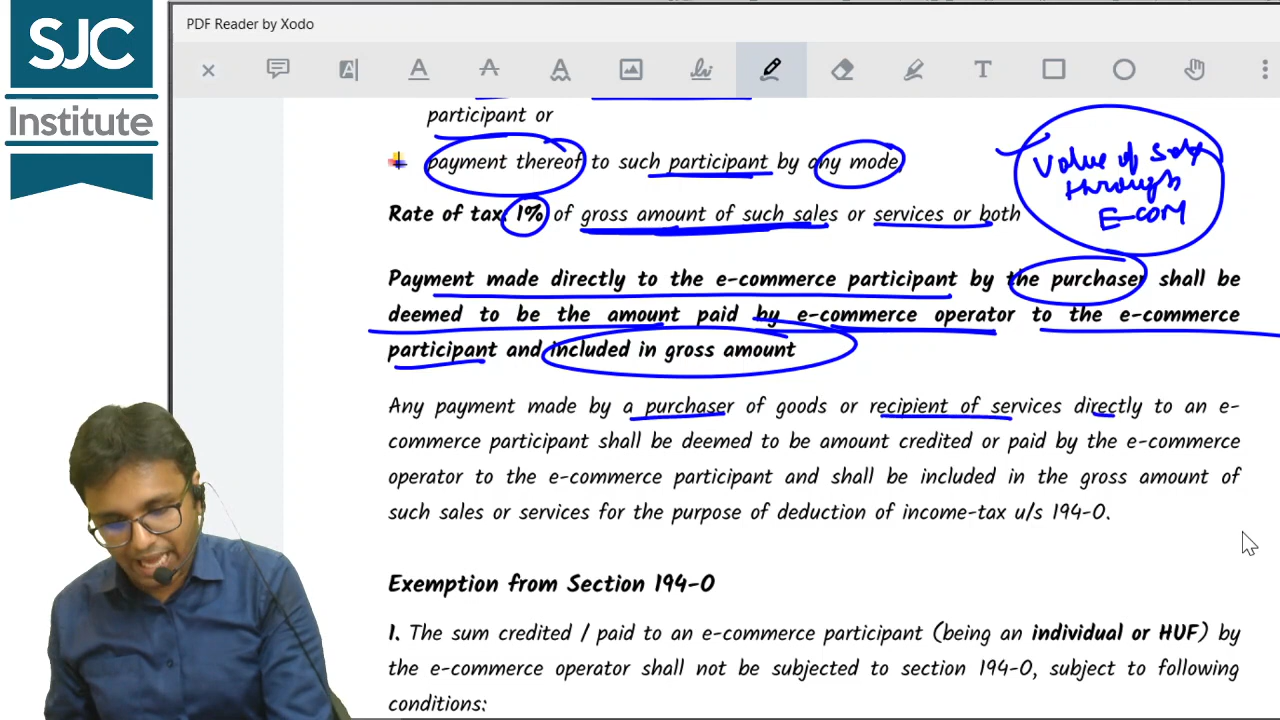 SJC
Institute
PDF Reader by Xodo
participant or
payment thereof to such participant by any mode
Rate of tax 1% of gross amount of such sales or services or both
Value of sale
through
E-COM
Payment made directly to the e-commerce participant by the purchaser shall be
deemed to be the amount paid by e-commerce operator to the e-commerce
participant and included in gross amount
Any payment made by a purchaser of goods or recipient of services directly to an e-
commerce participant shall be deemed to be amount credited or paid by the e-commerce
operator to the e-commerce participant and shall be included in the gross amount of
such sales or services for the purpose of deduction of income-tax u/s 194-O.
Exemption from Section 194-O
1. The sum credited / paid to an e-commerce participant (being an individual or HUF) by
the e-commerce operator shall not be subjected to section 194-O, subject to following
conditions: